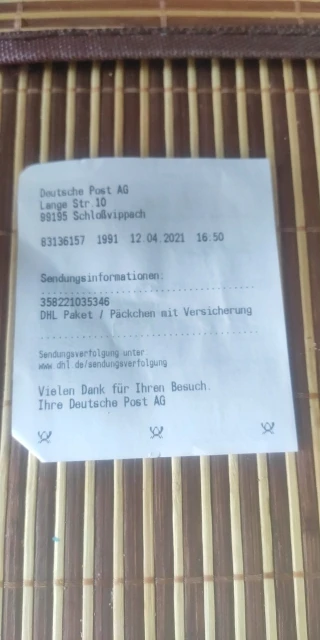 Deutsche Post AG
Lange Str.10
99195 Schloßvippach
83136157 1991 12.04.2021 16:50
Sendungsinformationen:
358221035346
DHL Paket / Päckchen mit Versicherung
Sendungsverfolgung unter
www.dhl.de/sendungsverfolgung
Vielen Dank für Ihren Besuch.
Ihre Deutsche Post AG